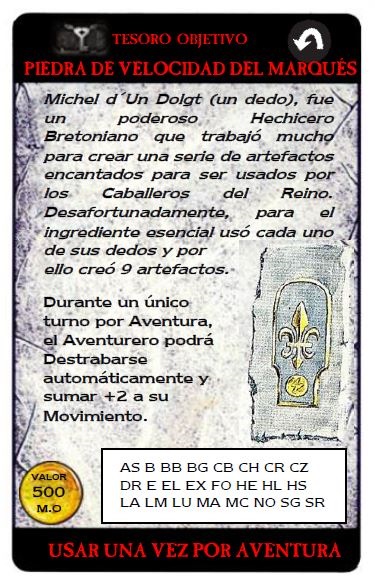 TESORO OBJETIVO
PIEDRA DE VELOCIDAD DEL MARQUÉS
Michel d´Un Doigt (un dedo), fue
un poderoso Hechicero
Bretoniano que trabajó mucho
para crear una serie de artefactos
encantados para ser usados por
los Caballeros del Reino.
Desafortunadamente, para el
ingrediente esencial usó cada uno
de sus dedos y por
ello creó 9 artefactos.
Durante un único
turno por Aventura,
el Aventurero podrá
Destrabarse
automáticamente y
sumar +2 a su
Movimiento.
VALOR
500
M.O
AS B BB BG CB CH CR CZ
DR E EL EX FO HE HL HS
LA LM LU MA MC NO SG SR
USAR UNA VEZ POR AVENTURA